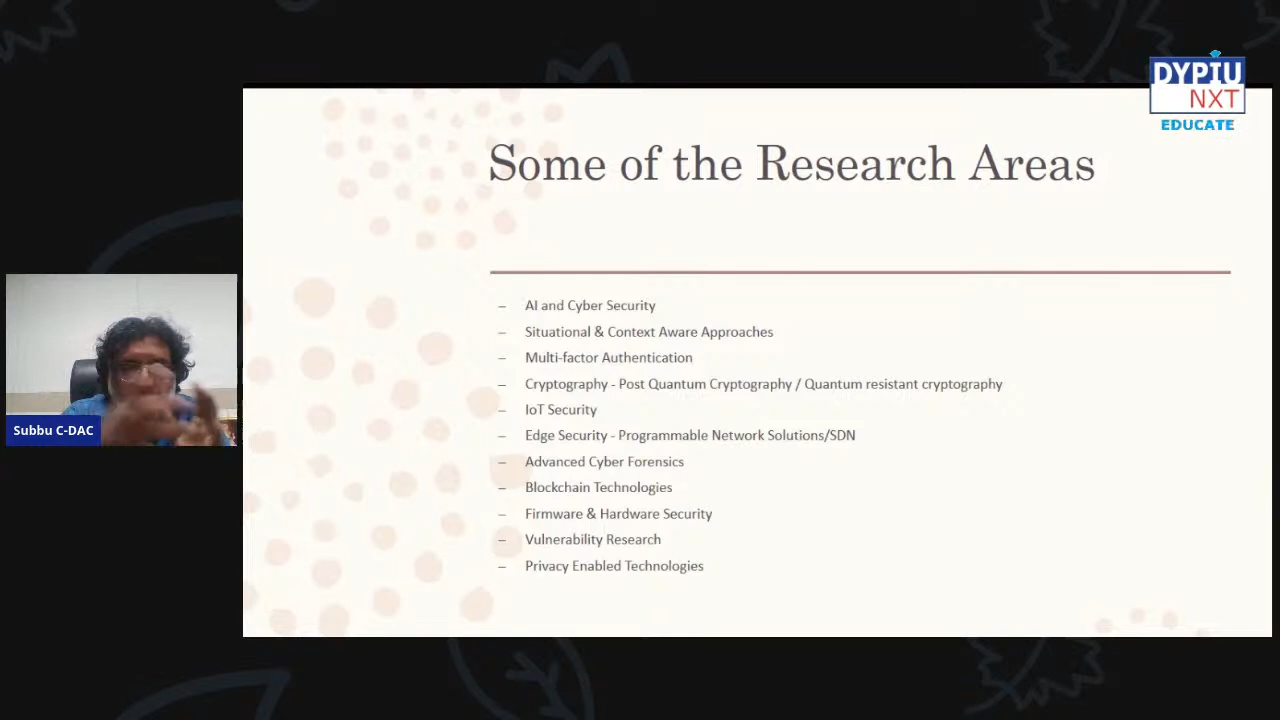 DYPIU
NXT
EDUCATE
Some of the Research Areas
– AI and Cyber Security
– Situational & Context Aware Approaches
– Multi-factor Authentication
– Cryptography - Post Quantum Cryptography / Quantum resistant cryptography
– IoT Security
– Edge Security - Programmable Network Solutions/SDN
– Advanced Cyber Forensics
– Blockchain Technologies
– Firmware & Hardware Security
– Vulnerability Research
– Privacy Enabled Technologies
Subbu C-DAC